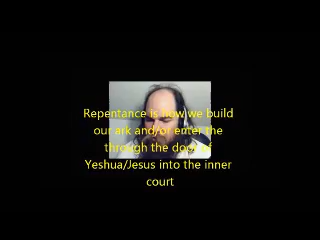 Repentance is how we build
our ark and/or enter the
through the door of
Yeshua/Jesus into the inner
court